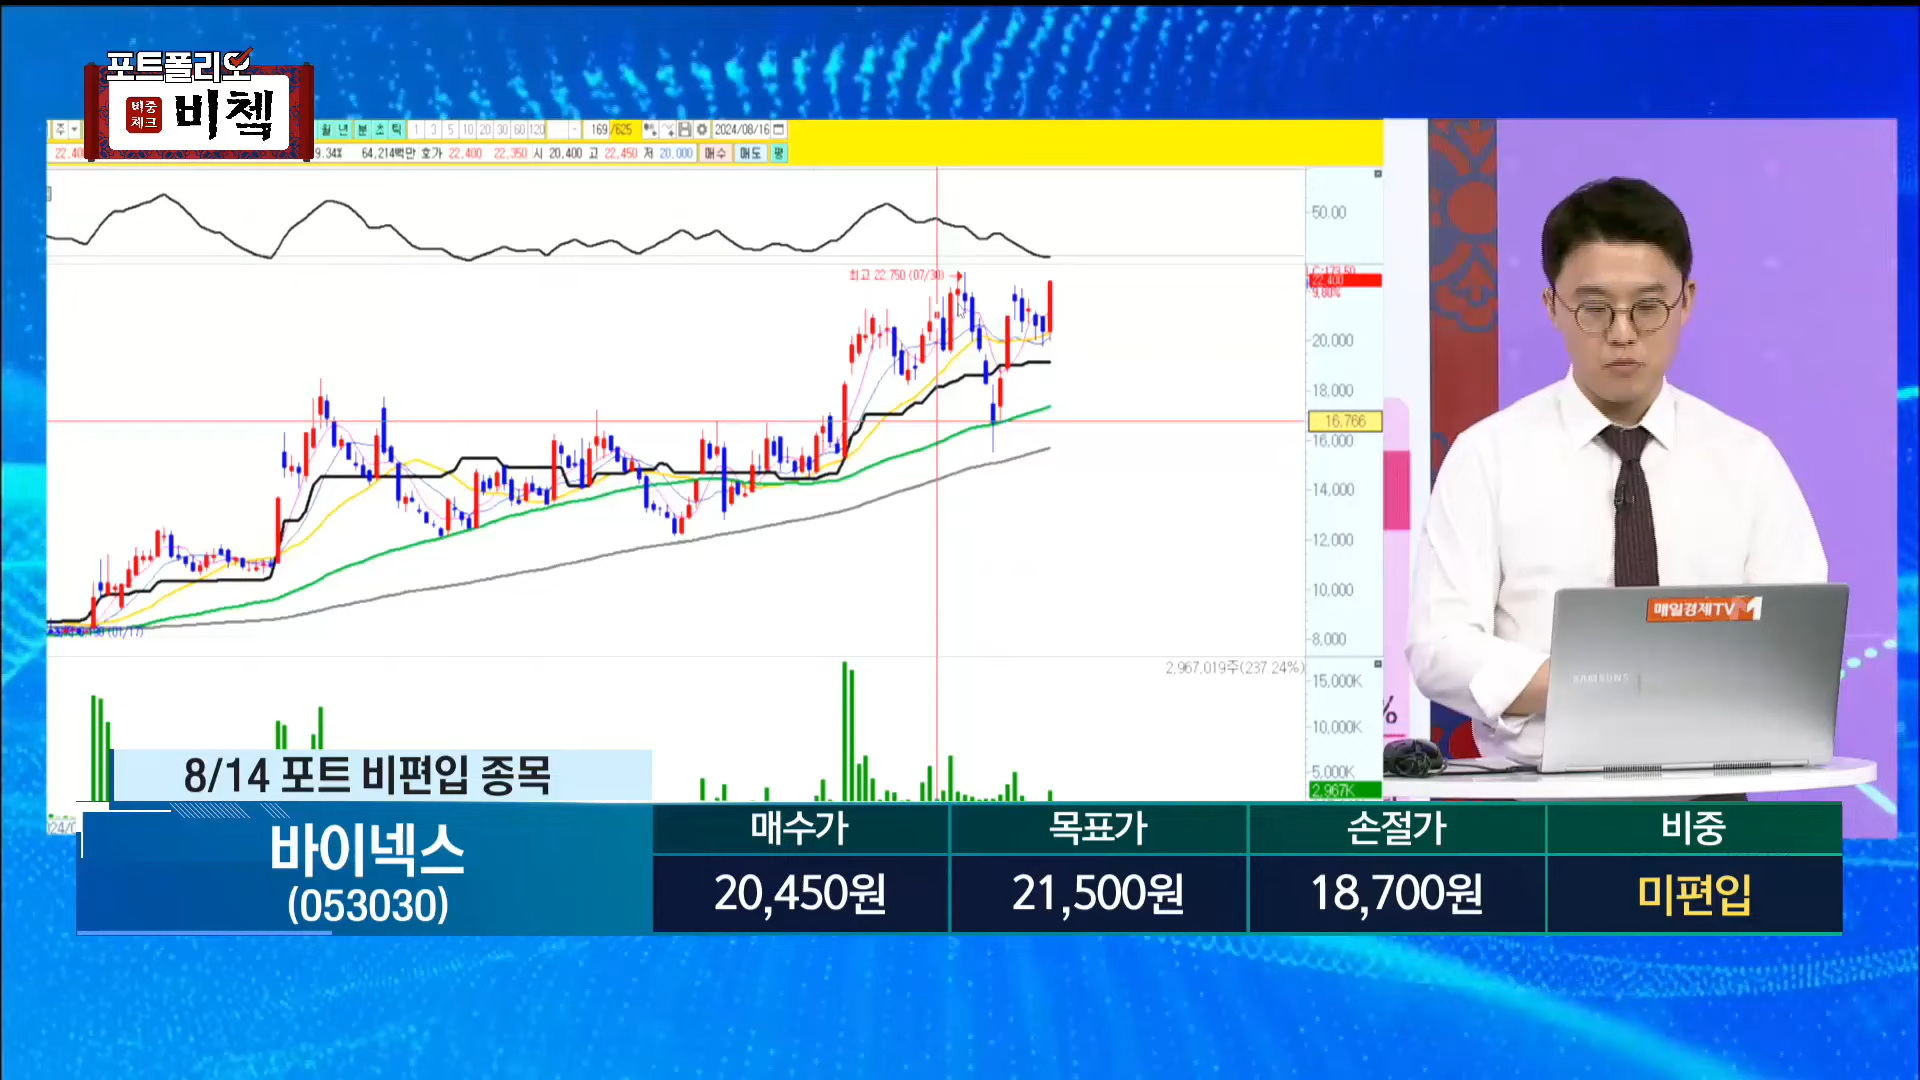 포트폴리오
비중
체크
비첵
주
월 년 분 초 틱 1 3 5 10 20 30 60 120 169 /625 2024/08/16
9.34% 64,214백만 호가 22,400 22,350 시 20,400 고 22,450 저 20,000 매수 매도
50.00
최고 22,750 (07/30)
22,400
9.80%
20,000
18,000
16,766
16,000
14,000
12,000
10,000
8,000
(01/17)
2,967,019주(237.24%)
15,000K
10,000K
5,000K
2,967K
%
매일경제TV M
SAMSUNG
8/14 포트 비편입 종목
바이넥스
(053030)
매수가 목표가 손절가 비중
20,450원 21,500원 18,700원 미편입